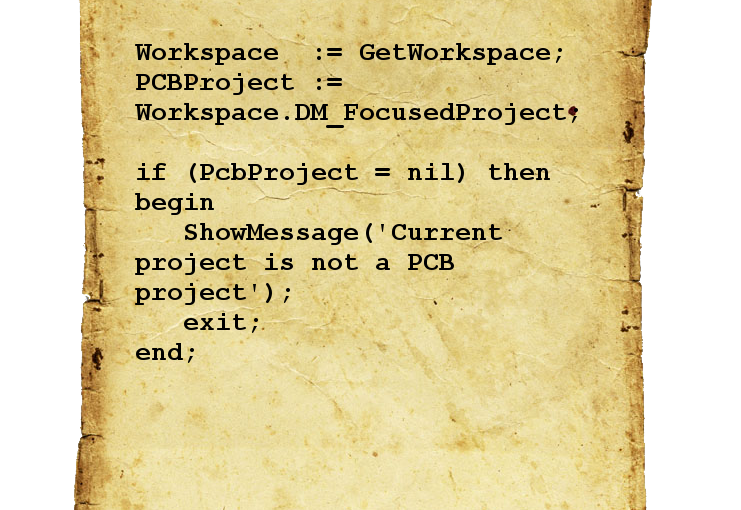 Workspace  := GetWorkspace;
PCBProject :=
Workspace.DM_FocusedProject;

if (PcbProject = nil) then
begin
   ShowMessage('Current
project is not a PCB
project');
   exit;
end;